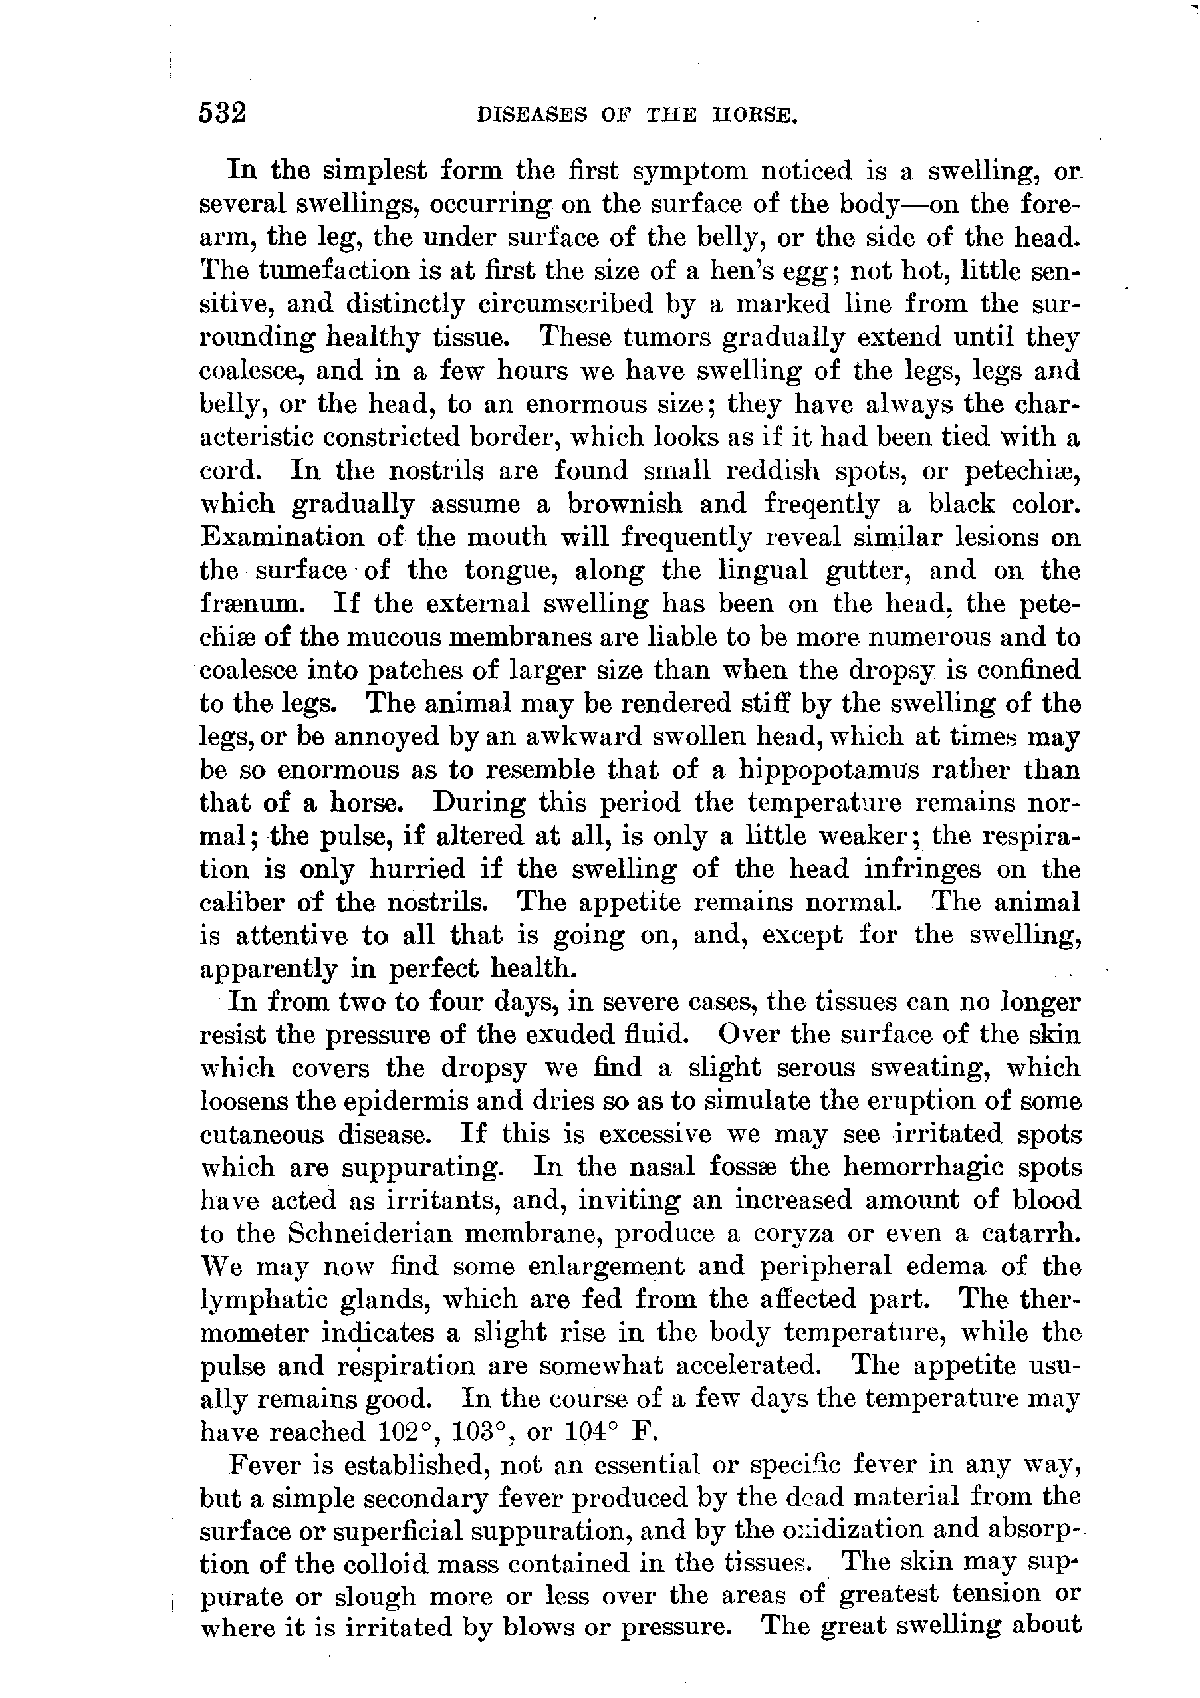 532 DISEASES OF THE HORSE.
In the simplest form the first symptom noticed is a swelling, or
several swellings, occurring on the surface of the body—on the fore-
arm, the leg, the under surface of the belly, or the side of the head.
The tumefaction is at first the size of a hen's egg; not hot, little sen-
sitive, and distinctly circumscribed by a marked line from the sur-
rounding healthy tissue. These tumors gradually extend until they
coalesce, and in a few hours we have swelling of the legs, legs and
belly, or the head, to an enormous size; they have always the char-
acteristic constricted border, which looks as if it had been tied with a
cord. In the nostrils are found small reddish spots, or petechiæ,
which gradually assume a brownish and freqently a black color.
Examination of the mouth will frequently reveal similar lesions on
the surface of the tongue, along the lingual gutter, and on the
frænum. If the external swelling has been on the head, the pete-
chiæ of the mucous membranes are liable to be more numerous and to
coalesce into patches of larger size than when the dropsy is confined
to the legs. The animal may be rendered stiff by the swelling of the
legs, or be annoyed by an awkward swollen head, which at times may
be so enormous as to resemble that of a hippopotamus rather than
that of a horse. During this period the temperature remains nor-
mal; the pulse, if altered at all, is only a little weaker; the respira-
tion is only hurried if the swelling of the head infringes on the
caliber of the nostrils. The appetite remains normal. The animal
is attentive to all that is going on, and, except for the swelling,
apparently in perfect health.
In from two to four days, in severe cases, the tissues can no longer
resist the pressure of the exuded fluid. Over the surface of the skin
which covers the dropsy we find a slight serous sweating, which
loosens the epidermis and dries so as to simulate the eruption of some
cutaneous disease. If this is excessive we may see irritated spots
which are suppurating. In the nasal fossæ the hemorrhagic spots
have acted as irritants, and, inviting an increased amount of blood
to the Schneiderian membrane, produce a coryza or even a catarrh.
We may now find some enlargement and peripheral edema of the
lymphatic glands, which are fed from the affected part. The ther-
mometer indicates a slight rise in the body temperature, while the
pulse and respiration are somewhat accelerated. The appetite usu-
ally remains good. In the course of a few days the temperature may
have reached 102°, 103°, or 104° F.
Fever is established, not an essential or specific fever in any way,
but a simple secondary fever produced by the dead material from the
surface or superficial suppuration, and by the oxidization and absorp-
tion of the colloid mass contained in the tissues. The skin may sup-
purate or slough more or less over the areas of greatest tension or
where it is irritated by blows or pressure. The great swelling about